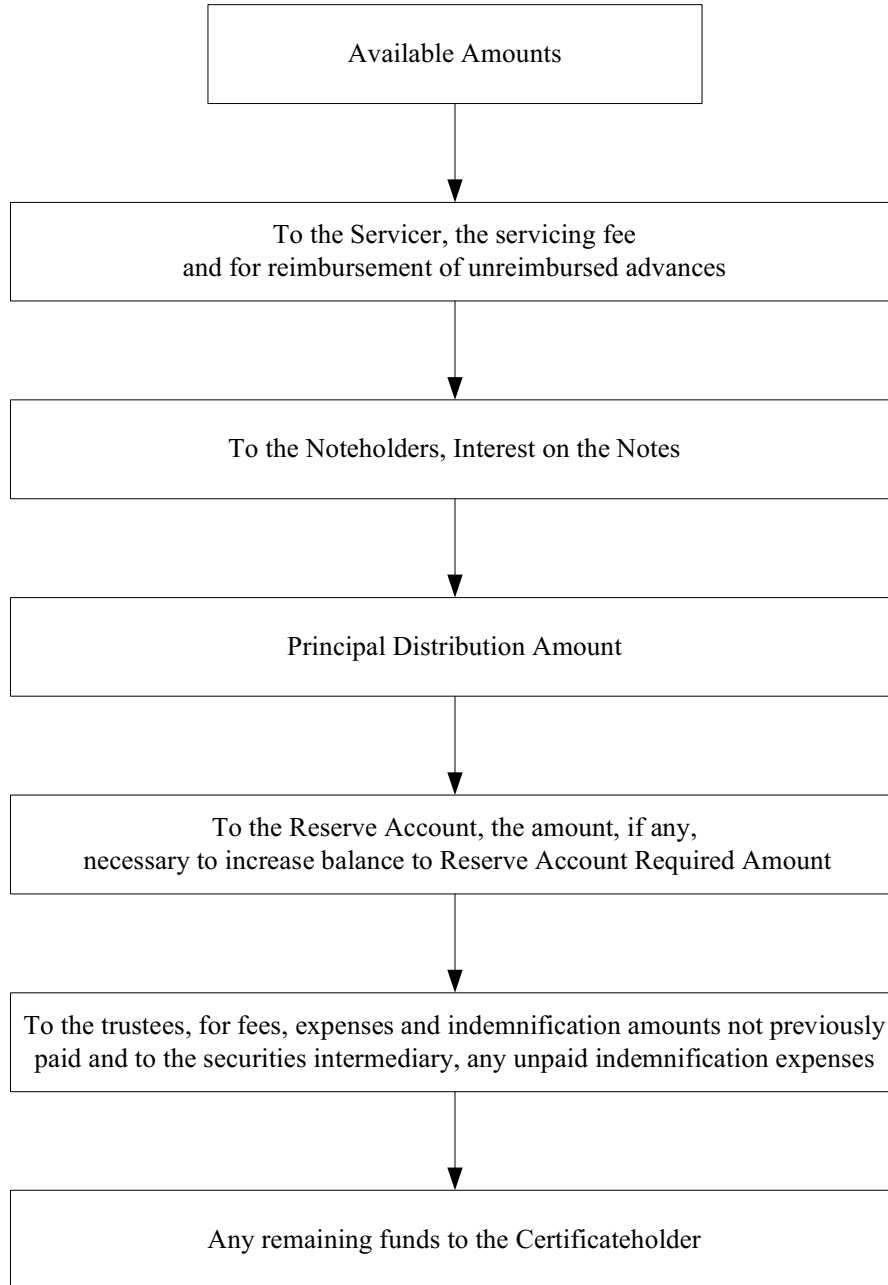 Available Amounts
To the Servicer, the servicing fee
and for reimbursement of unreimbursed advances
To the Noteholders, Interest on the Notes
Principal Distribution Amount
To the Reserve Account, the amount, if any,
necessary to increase balance to Reserve Account Required Amount
To the trustees, for fees, expenses and indemnification amounts not previously
paid and to the securities intermediary, any unpaid indemnification expenses
Any remaining funds to the Certificateholder